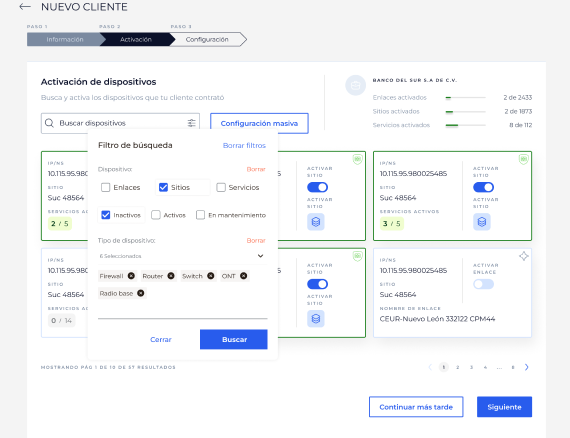 NUEVO CLIENTE
PASO 1
PASO 2
PASO 3
Información
Activación
Configuración
Activación de dispositivos
Busca y activa los dispositivos que tu cliente contrató
BANCO DEL SUR S.A DE C.V.
Enlaces activados
2 de 2433
Sitios activados
2 de 1873
Servicios activados
8 de 112
Buscar dispositivos
Configuración masiva
Filtro de búsqueda
Borrar filtros
Dispositivo:
Borrar
Enlaces
Sitios
Servicios
Inactivos
Activos
En mantenimiento
Tipo de dispositivo:
Borrar
6 Seleccionados
Firewall
Router
Switch
ONT
Radio base
Cerrar
Buscar
IP/NS
10.115.95.980
SITIO
Suc 48564
SERVICIOS AC
2 / 5
ACTIVAR
SITIO
ACTIVAR
SITIO
IP/NS
10.115.95.980025485
SITIO
Suc 48564
SERVICIOS ACTIVOS
3 / 5
ACTIVAR
SITIO
ACTIVAR
SITIO
IP/NS
10.115.95.980
SITIO
Suc 48564
SERVICIOS AC
0 / 14
ACTIVAR
SITIO
ACTIVAR
SITIO
IP/NS
10.115.95.980025485
SITIO
Suc 48564
NOMBRE DE ENLACE
CEUR-Nuevo León 332122 CPM44
ACTIVAR
ENLACE
MOSTRANDO PÁG 1 DE 10 DE 57 RESULTADOS
1 2 3 4 ... 8
Continuar más tarde
Siguiente